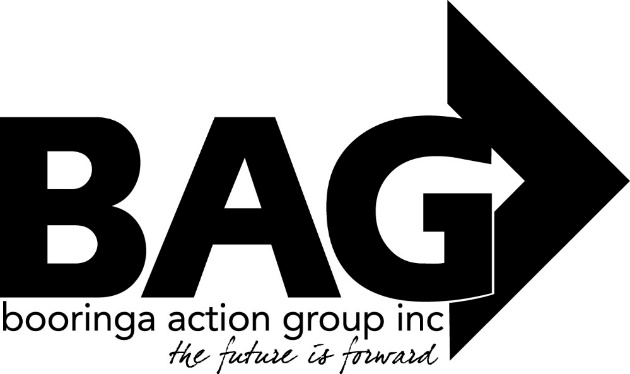 BAG
booringa action group inc
the future is forward